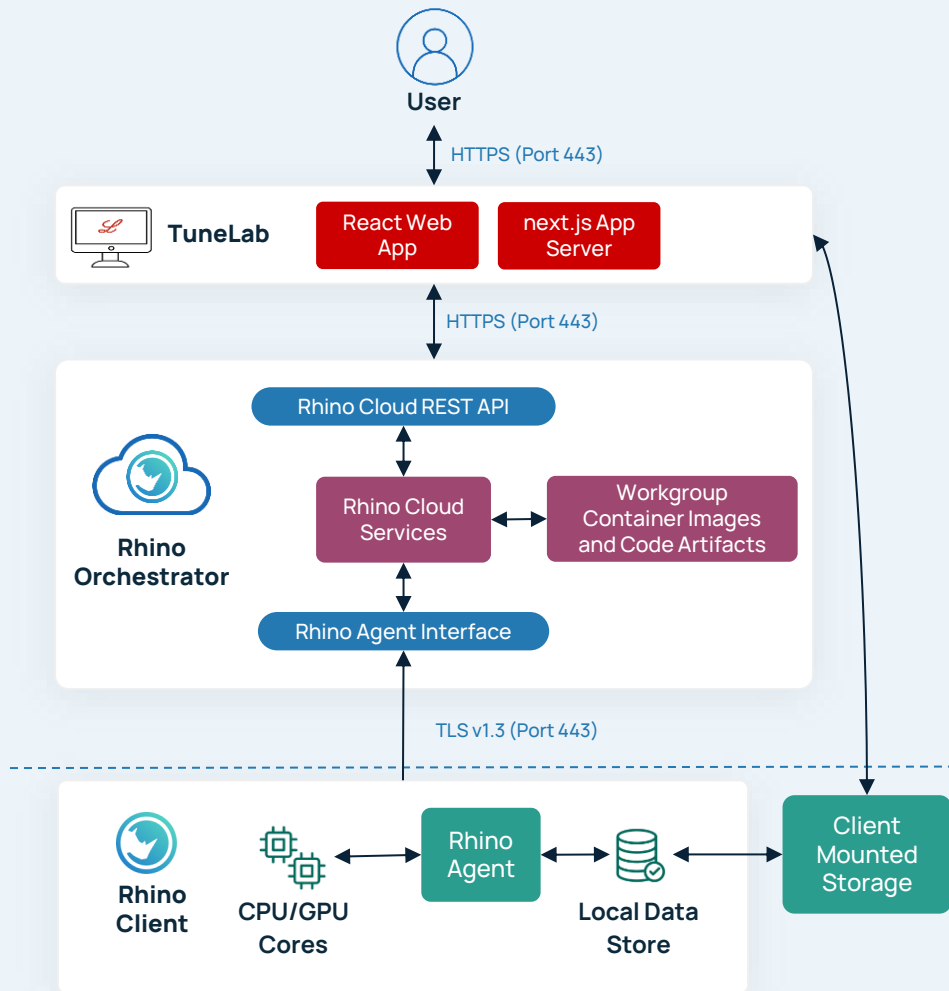 User
HTTPS (Port 443)
TuneLab
React Web
App
next.js App
Server
HTTPS (Port 443)
Rhino Cloud REST API
Rhino
Orchestrator
Rhino Cloud
Services
Workgroup
Container Images
and Code Artifacts
Rhino Agent Interface
TLS v1.3 (Port 443)
Rhino
Client
CPU/GPU
Cores
Rhino
Agent
Local Data
Store
Client
Mounted
Storage